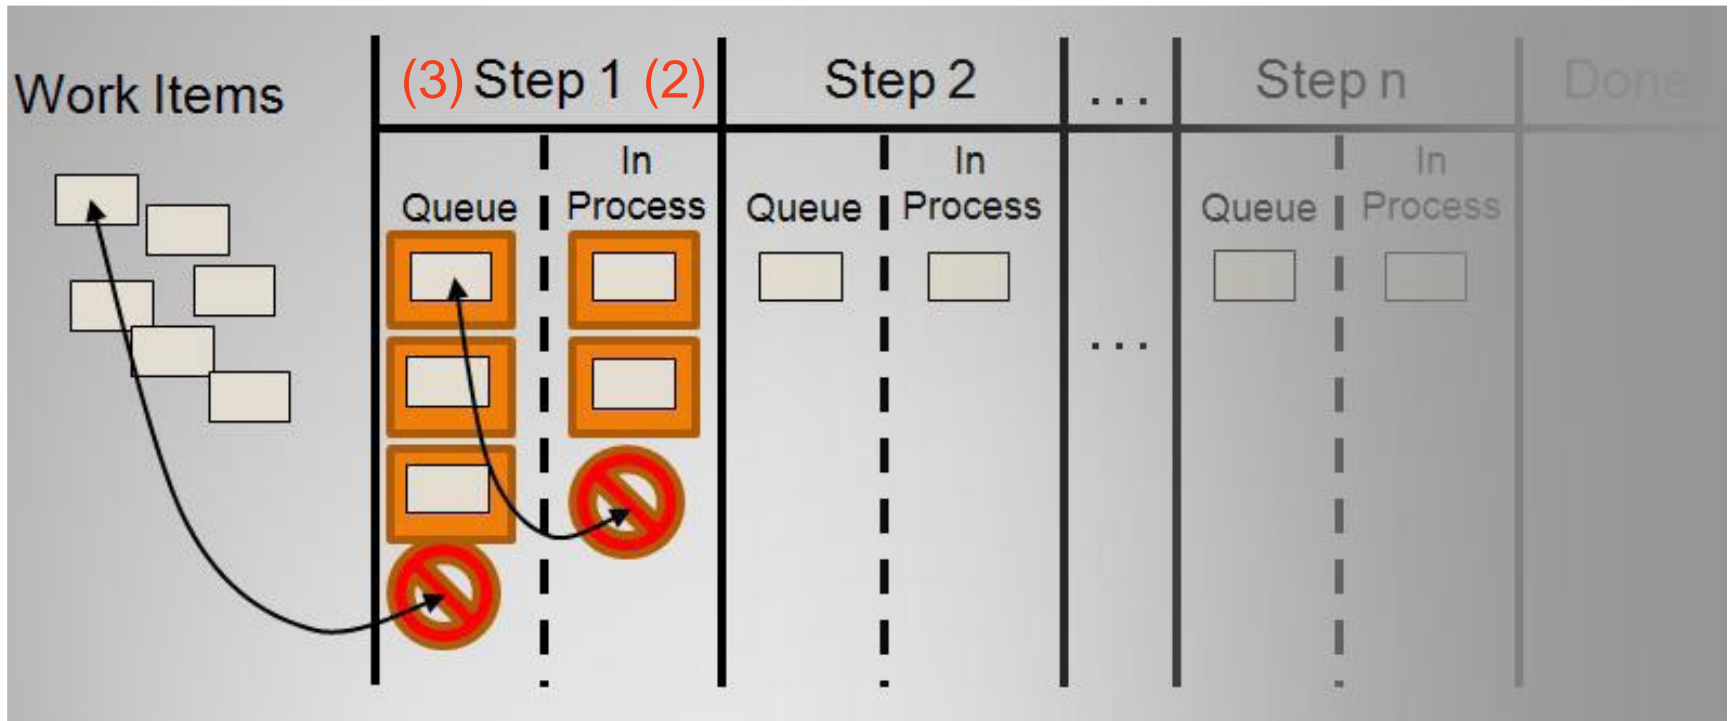 Work Items
(3) Step 1 (2)
Step 2
...
Step n
Done
Queue
In
Process
Queue
In
Process
Queue
In
Process
...